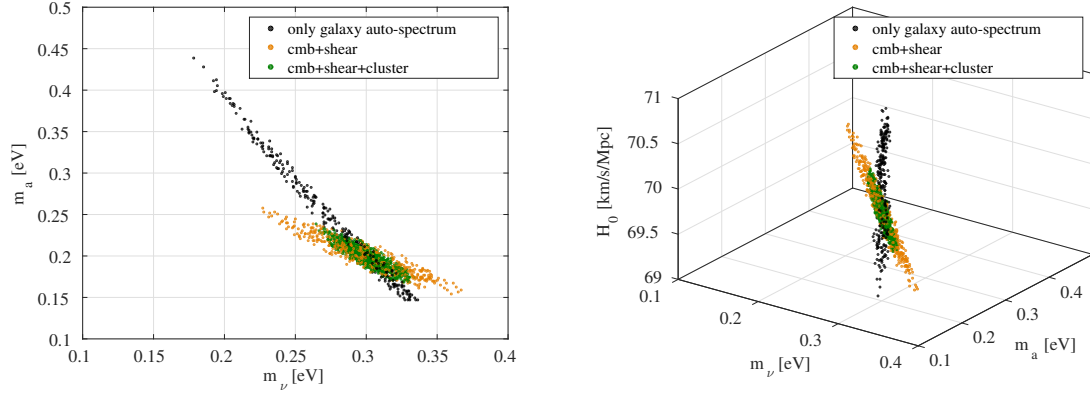 0.5
0.45
0.4
0.35
0.3
0.25
0.2
0.15
0.1
m_a [eV]
0.1 0.15 0.2 0.25 0.3 0.35 0.4
m_ν [eV]
only galaxy auto-spectrum
cmb+shear
cmb+shear+cluster
71
70.5
70
69.5
69
H_0 [km/s/Mpc]
0.1 0.2 0.3 0.4
m_ν [eV]
0.1 0.2 0.3 0.4
m_a [eV]
only galaxy auto-spectrum
cmb+shear
cmb+shear+cluster